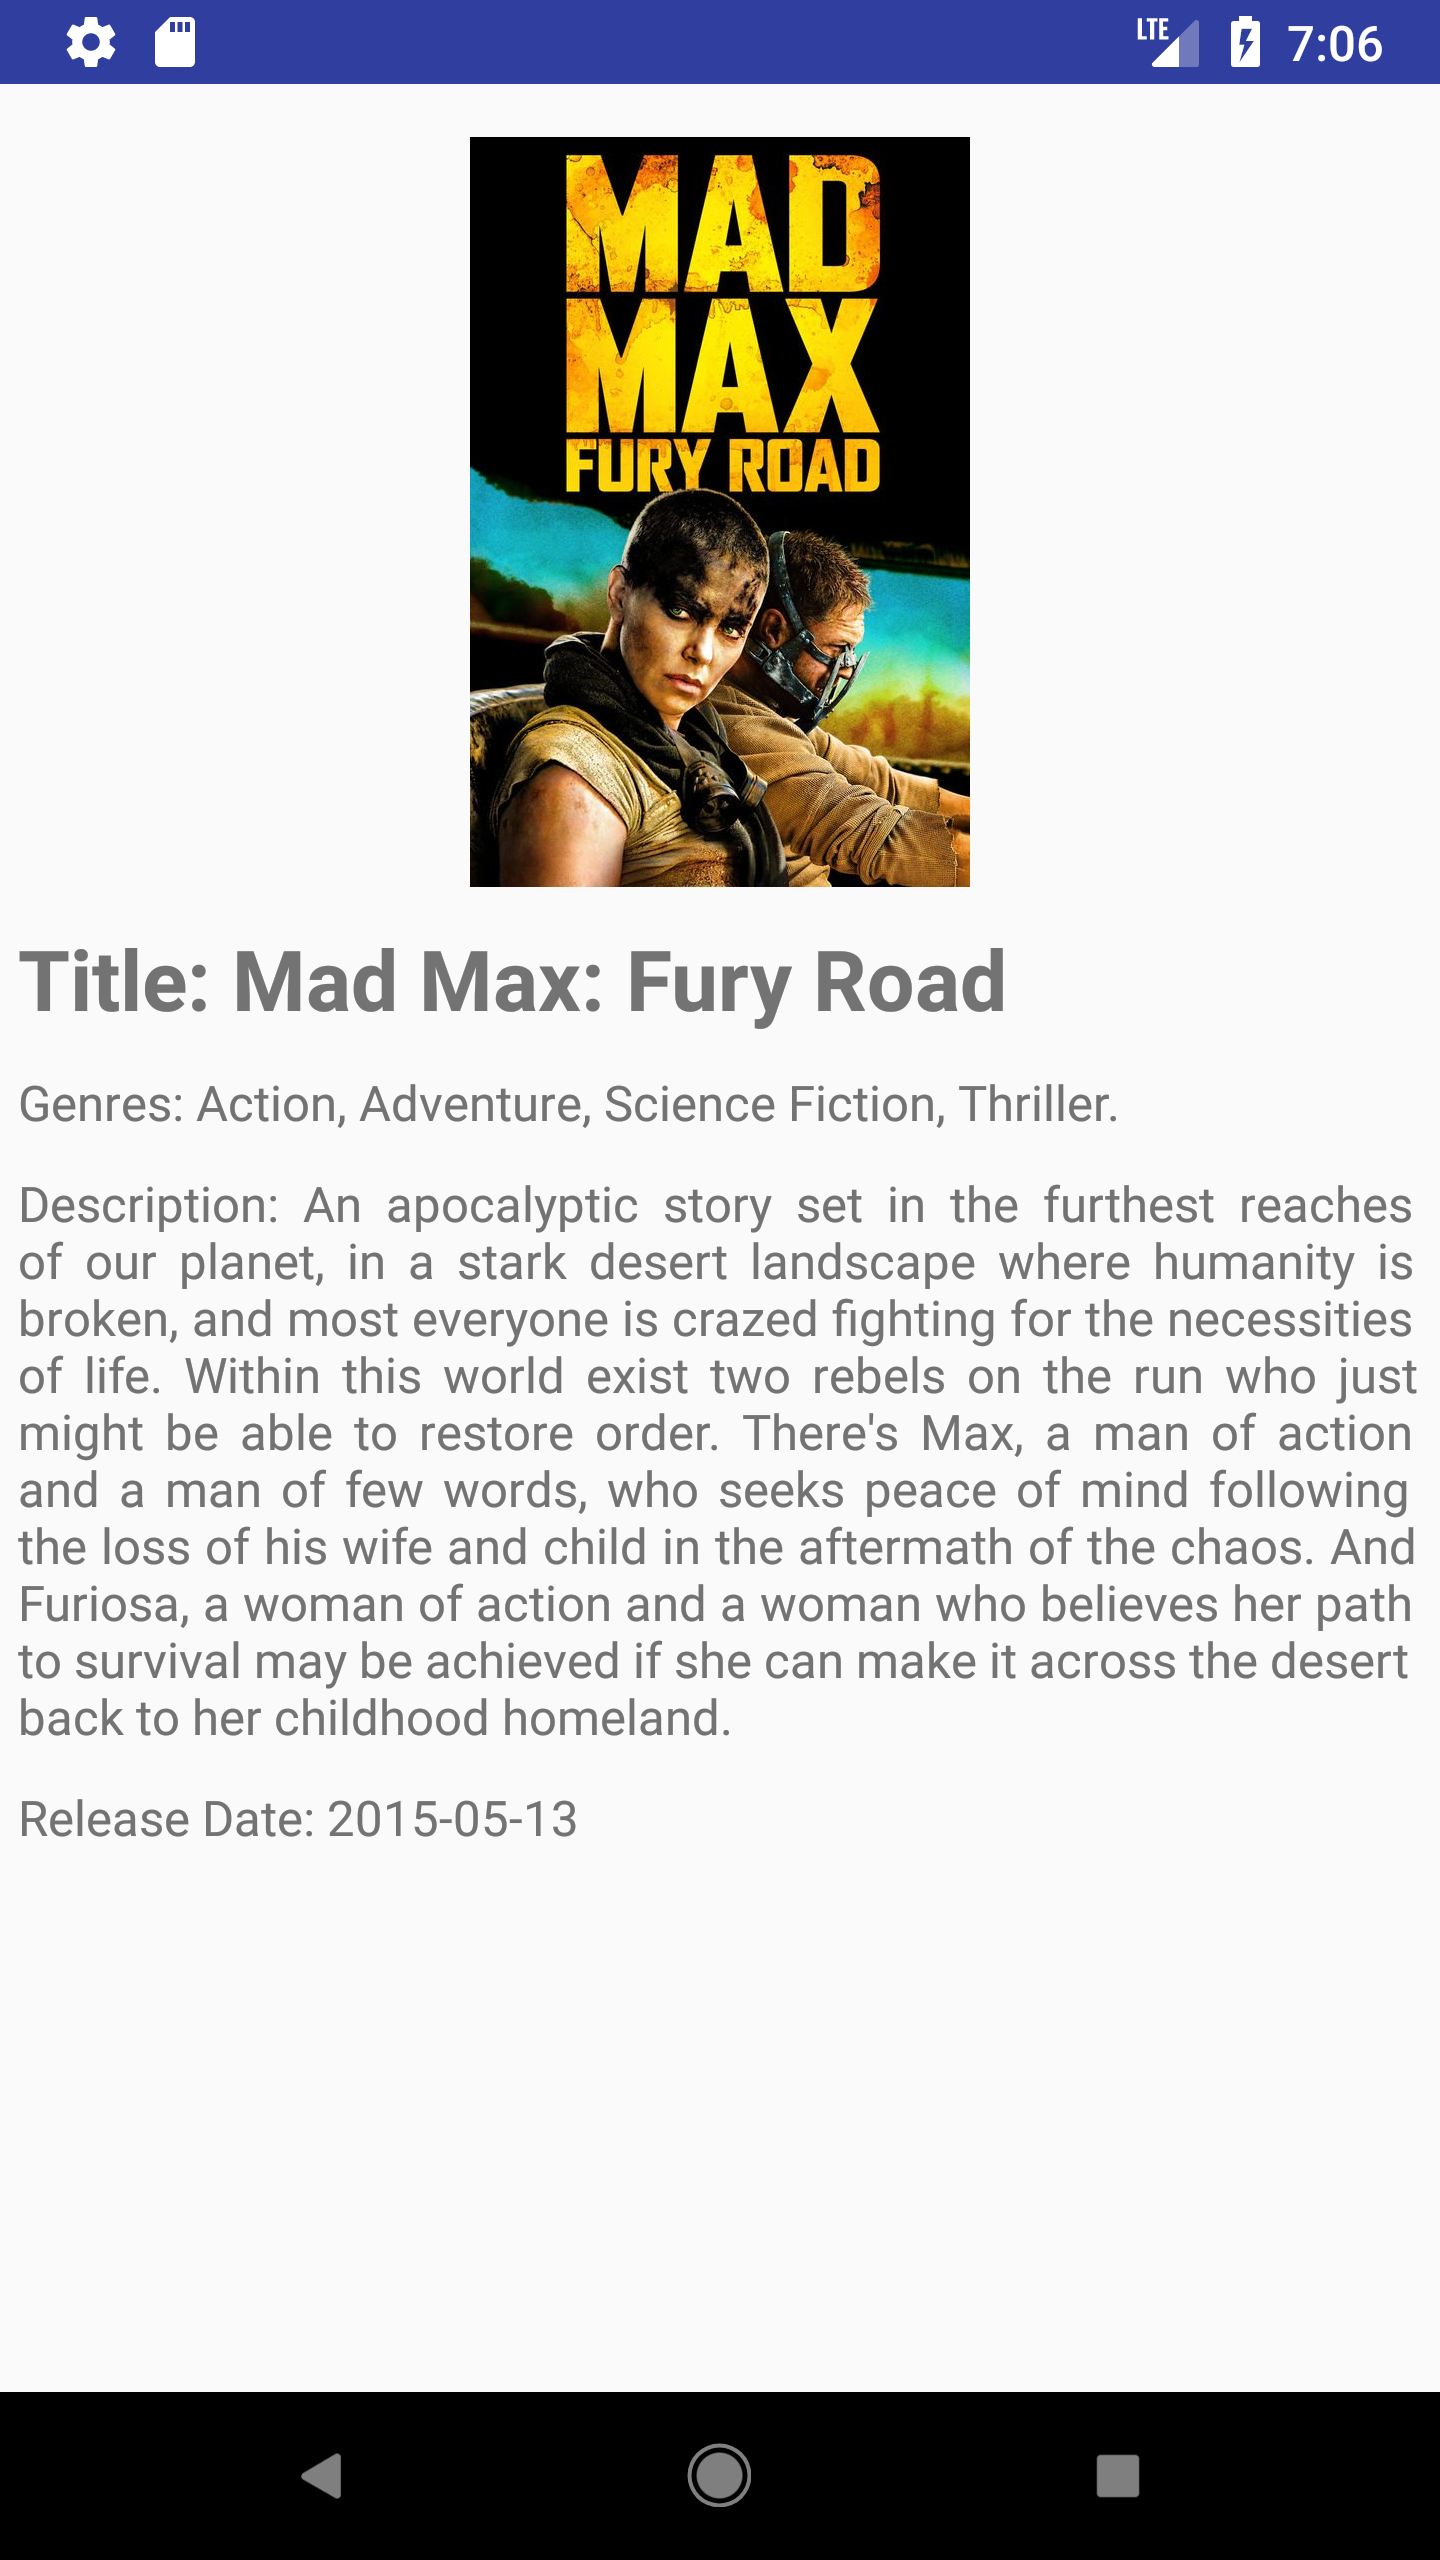 LTE 7:06
MAD
MAX
FURY ROAD
Title: Mad Max: Fury Road
Genres: Action, Adventure, Science Fiction, Thriller.
Description: An apocalyptic story set in the furthest reaches
of our planet, in a stark desert landscape where humanity is
broken, and most everyone is crazed fighting for the necessities
of life. Within this world exist two rebels on the run who just
might be able to restore order. There's Max, a man of action
and a man of few words, who seeks peace of mind following
the loss of his wife and child in the aftermath of the chaos. And
Furiosa, a woman of action and a woman who believes her path
to survival may be achieved if she can make it across the desert
back to her childhood homeland.
Release Date: 2015-05-13